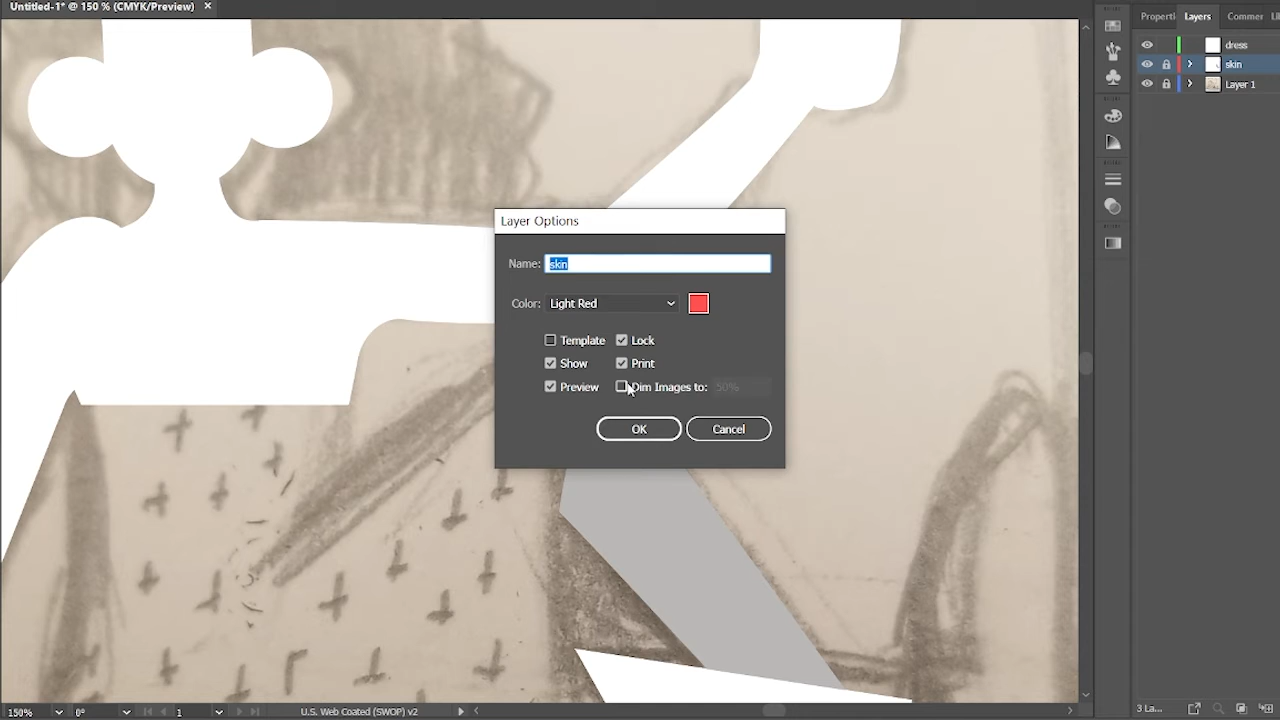 Untitled-1* @ 150 % (CMYK/Preview) ×
Properti Layers Commer
dress
skin
Layer 1
Layer Options
Name: skin
Color: Light Red
Template Lock
Show Print
Preview Dim Images to: 50%
OK Cancel
150% 0° 1 U.S. Web Coated (SWOP) v2 3 La...